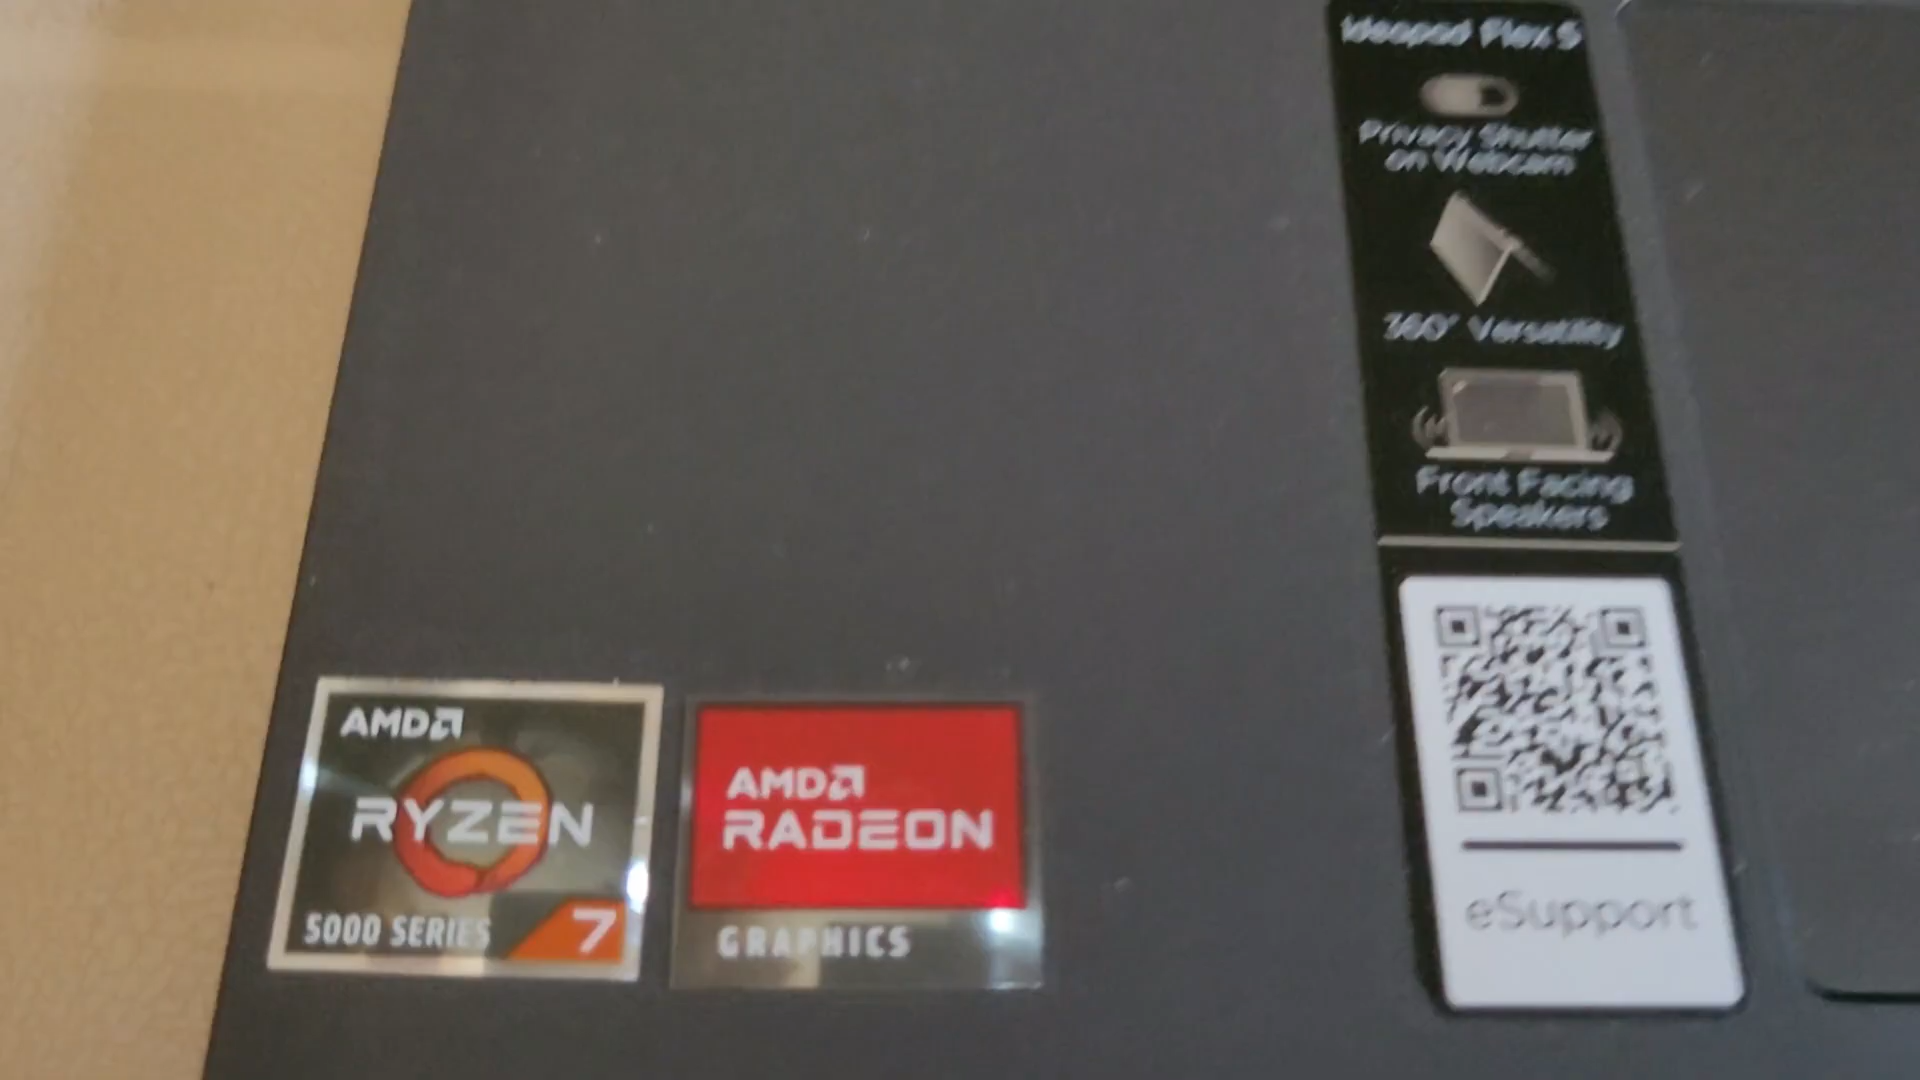 Ideapad Flex 5
Privacy Shutter
on Webcam
360° Versatility
Front Facing
Speakers
eSupport
AMD
RYZEN
5000 SERIES 7
AMD
RADEON
GRAPHICS